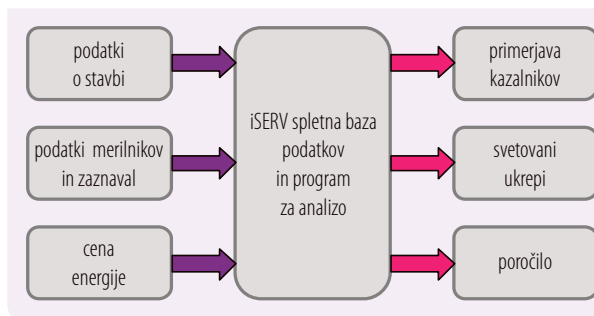 podatki
o stavbi
podatki merilnikov
in zaznaval
cena
energije
iSERV spletna baza
podatkov
in program
za analizo
primerjava
kazalnikov
svetovani
ukrepi
poročilo